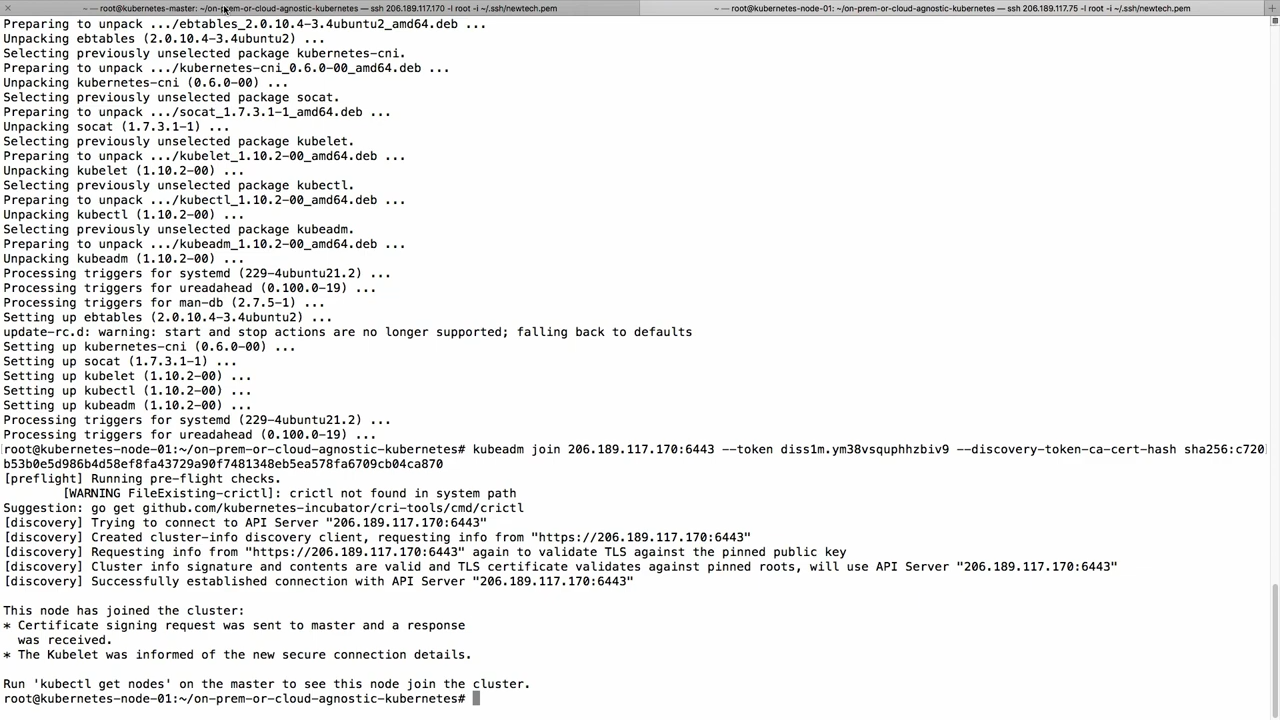 root@kubernetes-master: ~/on-prem-or-cloud-agnostic-kubernetes — ssh 206.189.117.170 -l root -i ~/.ssh/newtech.pem
root@kubernetes-node-01: ~/on-prem-or-cloud-agnostic-kubernetes — ssh 206.189.117.75 -l root -i ~/.ssh/newtech.pem
Preparing to unpack .../ebtables_2.0.10.4-3.4ubuntu2_amd64.deb ...
Unpacking ebtables (2.0.10.4-3.4ubuntu2) ...
Selecting previously unselected package kubernetes-cni.
Preparing to unpack .../kubernetes-cni_0.6.0-00_amd64.deb ...
Unpacking kubernetes-cni (0.6.0-00) ...
Selecting previously unselected package socat.
Preparing to unpack .../socat_1.7.3.1-1_amd64.deb ...
Unpacking socat (1.7.3.1-1) ...
Selecting previously unselected package kubelet.
Preparing to unpack .../kubelet_1.10.2-00_amd64.deb ...
Unpacking kubelet (1.10.2-00) ...
Selecting previously unselected package kubectl.
Preparing to unpack .../kubectl_1.10.2-00_amd64.deb ...
Unpacking kubectl (1.10.2-00) ...
Selecting previously unselected package kubeadm.
Preparing to unpack .../kubeadm_1.10.2-00_amd64.deb ...
Unpacking kubeadm (1.10.2-00) ...
Processing triggers for systemd (229-4ubuntu21.2) ...
Processing triggers for ureadahead (0.100.0-19) ...
Processing triggers for man-db (2.7.5-1) ...
Setting up ebtables (2.0.10.4-3.4ubuntu2) ...
update-rc.d: warning: start and stop actions are no longer supported; falling back to defaults
Setting up kubernetes-cni (0.6.0-00) ...
Setting up socat (1.7.3.1-1) ...
Setting up kubelet (1.10.2-00) ...
Setting up kubectl (1.10.2-00) ...
Setting up kubeadm (1.10.2-00) ...
Processing triggers for systemd (229-4ubuntu21.2) ...
Processing triggers for ureadahead (0.100.0-19) ...
root@kubernetes-node-01:~/on-prem-or-cloud-agnostic-kubernetes# kubeadm join 206.189.117.170:6443 --token diss1m.ym38vsquphhzbiv9 --discovery-token-ca-cert-hash sha256:c720
b53b0e5d986b4d58ef8fa43729a90f7481348eb5ea578fa6709cb04ca870
[preflight] Running pre-flight checks.
[WARNING FileExisting-crictl]: crictl not found in system path
Suggestion: go get github.com/kubernetes-incubator/cri-tools/cmd/crictl
[discovery] Trying to connect to API Server "206.189.117.170:6443"
[discovery] Created cluster-info discovery client, requesting info from "https://206.189.117.170:6443"
[discovery] Requesting info from "https://206.189.117.170:6443" again to validate TLS against the pinned public key
[discovery] Cluster info signature and contents are valid and TLS certificate validates against pinned roots, will use API Server "206.189.117.170:6443"
[discovery] Successfully established connection with API Server "206.189.117.170:6443"
This node has joined the cluster:
* Certificate signing request was sent to master and a response
was received.
* The Kubelet was informed of the new secure connection details.
Run 'kubectl get nodes' on the master to see this node join the cluster.
root@kubernetes-node-01:~/on-prem-or-cloud-agnostic-kubernetes#